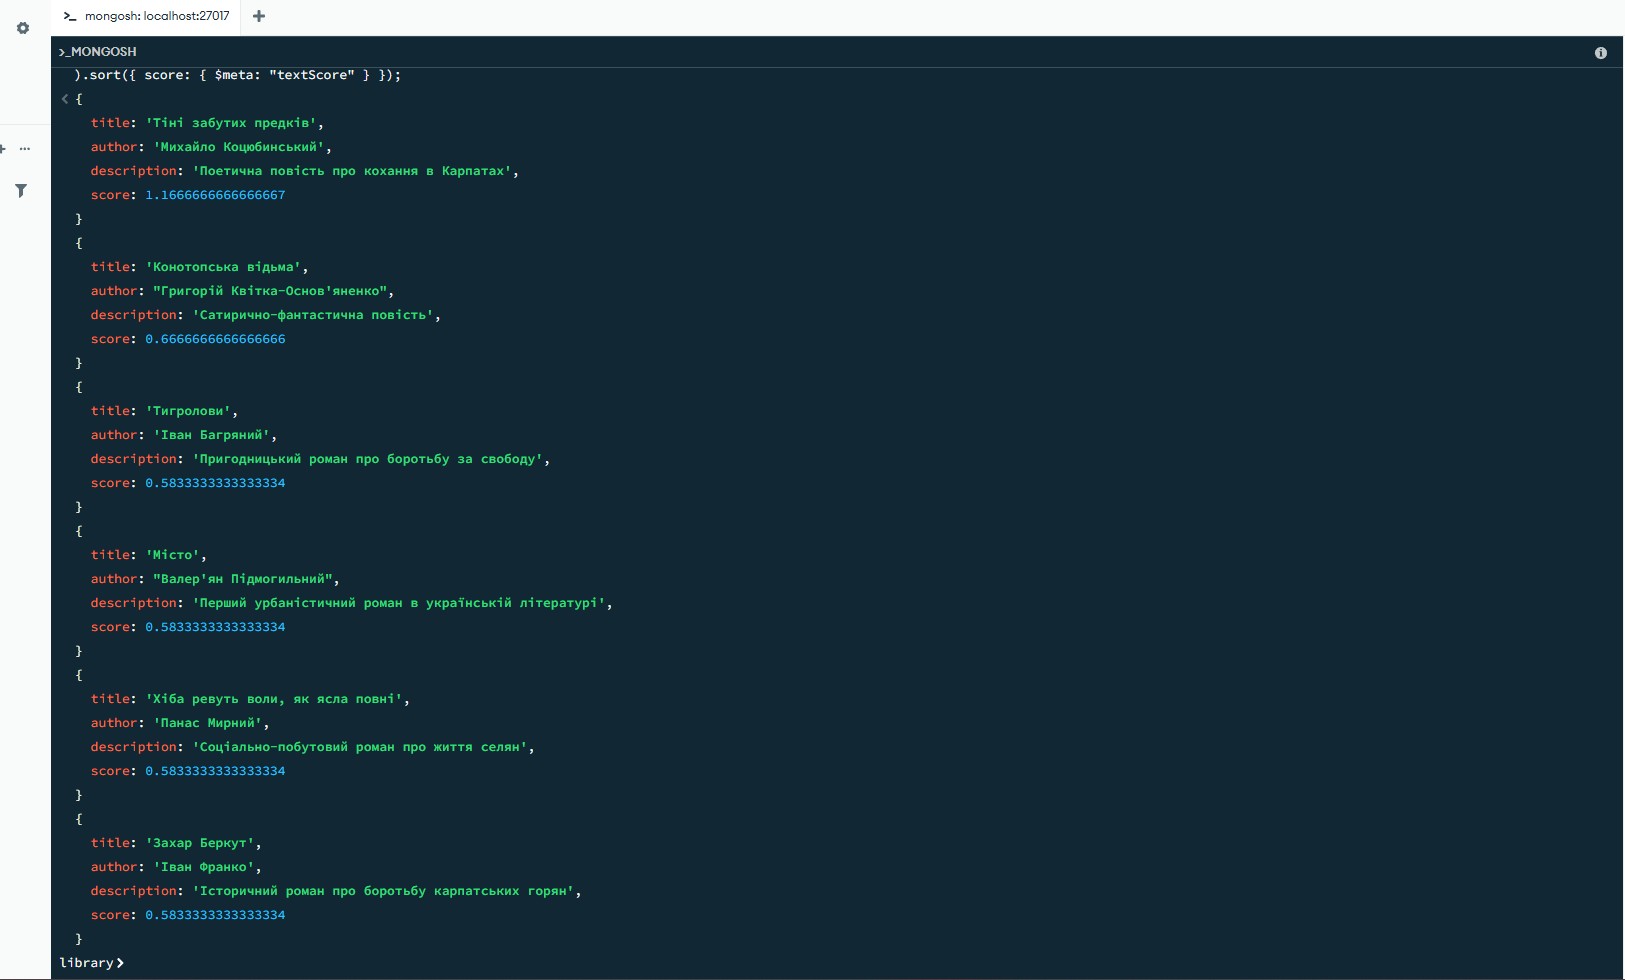 >_ mongosh: localhost:27017 +
>_MONGOSH
).sort({ score: { $meta: "textScore" } });
< {
title: 'Тіні забутих предків',
author: 'Михайло Коцюбинський',
description: 'Поетична повість про кохання в Карпатах',
score: 1.1666666666666667
}
{
title: 'Конотопська відьма',
author: "Григорій Квітка-Основ'яненко",
description: 'Сатирично-фантастична повість',
score: 0.6666666666666666
}
{
title: 'Тигролови',
author: 'Іван Багряний',
description: 'Пригодницький роман про боротьбу за свободу',
score: 0.5833333333333334
}
{
title: 'Місто',
author: "Валер'ян Підмогильний",
description: 'Перший урбаністичний роман в українській літературі',
score: 0.5833333333333334
}
{
title: 'Хіба ревуть воли, як ясла повні',
author: 'Панас Мирний',
description: 'Соціально-побутовий роман про життя селян',
score: 0.5833333333333334
}
{
title: 'Захар Беркут',
author: 'Іван Франко',
description: 'Історичний роман про боротьбу карпатських горян',
score: 0.5833333333333334
}
library>